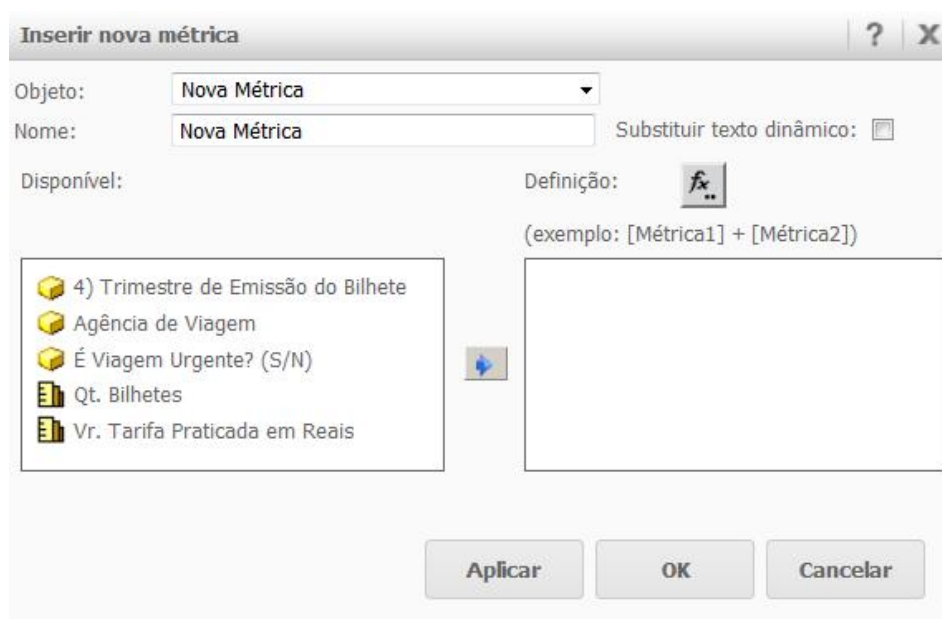 Inserir nova métrica ? X
Objeto: Nova Métrica
Nome: Nova Métrica Substituir texto dinâmico:
Disponível: Definição: fx..
(exemplo: [Métrica1] + [Métrica2])
4) Trimestre de Emissão do Bilhete
Agência de Viagem
É Viagem Urgente? (S/N)
Qt. Bilhetes
Vr. Tarifa Praticada em Reais
Aplicar OK Cancelar